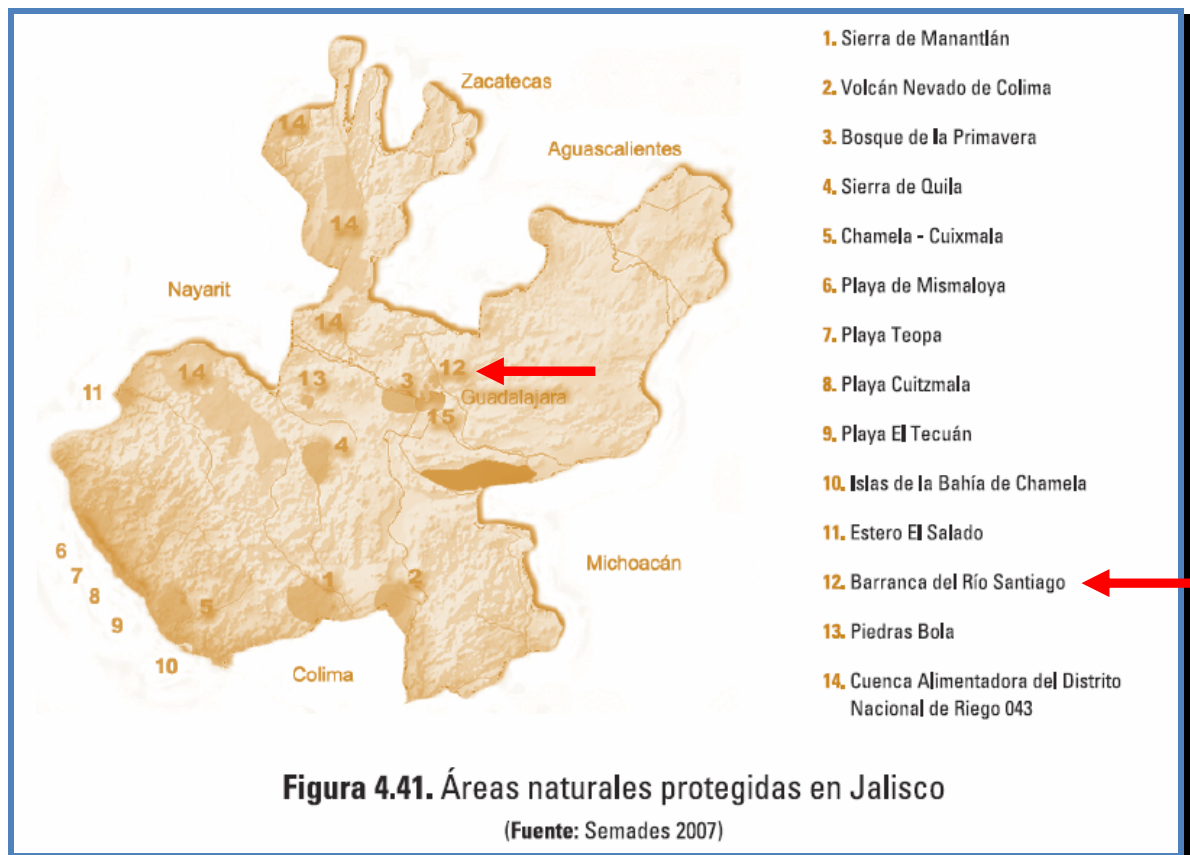 Zacatecas
14
Aguascalientes
14
Nayarit
14
12
14
13
3
11
Guadalajara
15
4
6
Michoacán
7
1
2
8
5
9
10
Colima
1. Sierra de Manantlán
2. Volcán Nevado de Colima
3. Bosque de la Primavera
4. Sierra de Quila
5. Chamela - Cuixmala
6. Playa de Mismaloya
7. Playa Teopa
8. Playa Cuitzmala
9. Playa El Tecuán
10. Islas de la Bahía de Chamela
11. Estero El Salado
12. Barranca del Río Santiago
13. Piedras Bola
14. Cuenca Alimentadora del Distrito
Nacional de Riego 043
Figura 4.41. Áreas naturales protegidas en Jalisco
(Fuente: Semades 2007)